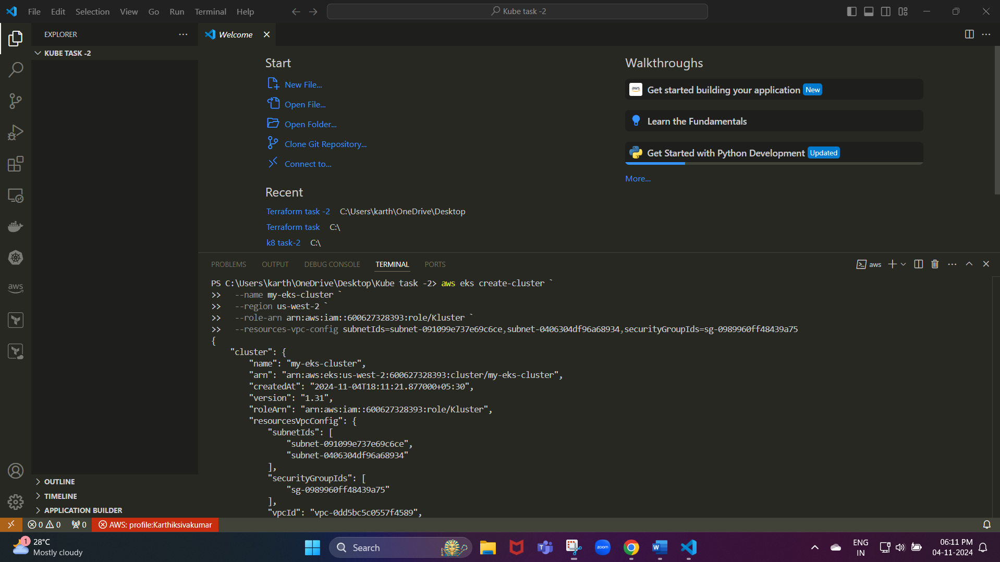 File Edit Selection View Go Run Terminal Help
Kube task -2
EXPLORER
KUBE TASK -2
Welcome
Start
New File...
Open File...
Open Folder...
Clone Git Repository...
Connect to...
Recent
Terraform task -2 C:\Users\karth\OneDrive\Desktop
Terraform task C:\
k8 task-2 C:\
Walkthroughs
aws Get started building your application New
Learn the Fundamentals
Get Started with Python Development Updated
More...
PROBLEMS OUTPUT DEBUG CONSOLE TERMINAL PORTS
aws
PS C:\Users\karth\OneDrive\Desktop\Kube task -2> aws eks create-cluster `
>> --name my-eks-cluster `
>> --region us-west-2 `
>> --role-arn arn:aws:iam::600627328393:role/Kluster `
>> --resources-vpc-config subnetIds=subnet-091099e737e69c6ce,subnet-0406304df96a68934,securityGroupIds=sg-0989960ff48439a75
{
"cluster": {
"name": "my-eks-cluster",
"arn": "arn:aws:eks:us-west-2:600627328393:cluster/my-eks-cluster",
"createdAt": "2024-11-04T18:11:21.877000+05:30",
"version": "1.31",
"roleArn": "arn:aws:iam::600627328393:role/Kluster",
"resourcesVpcConfig": {
"subnetIds": [
"subnet-091099e737e69c6ce",
"subnet-0406304df96a68934"
],
"securityGroupIds": [
"sg-0989960ff48439a75"
],
"vpcId": "vpc-0dd5bc5c0557f4589",
aws
OUTLINE
TIMELINE
APPLICATION BUILDER
0 0 0 AWS: profile:Karthiksivakumar
1
28°C
Mostly cloudy
Search
zoom
ENG
IN
06:11 PM
04-11-2024